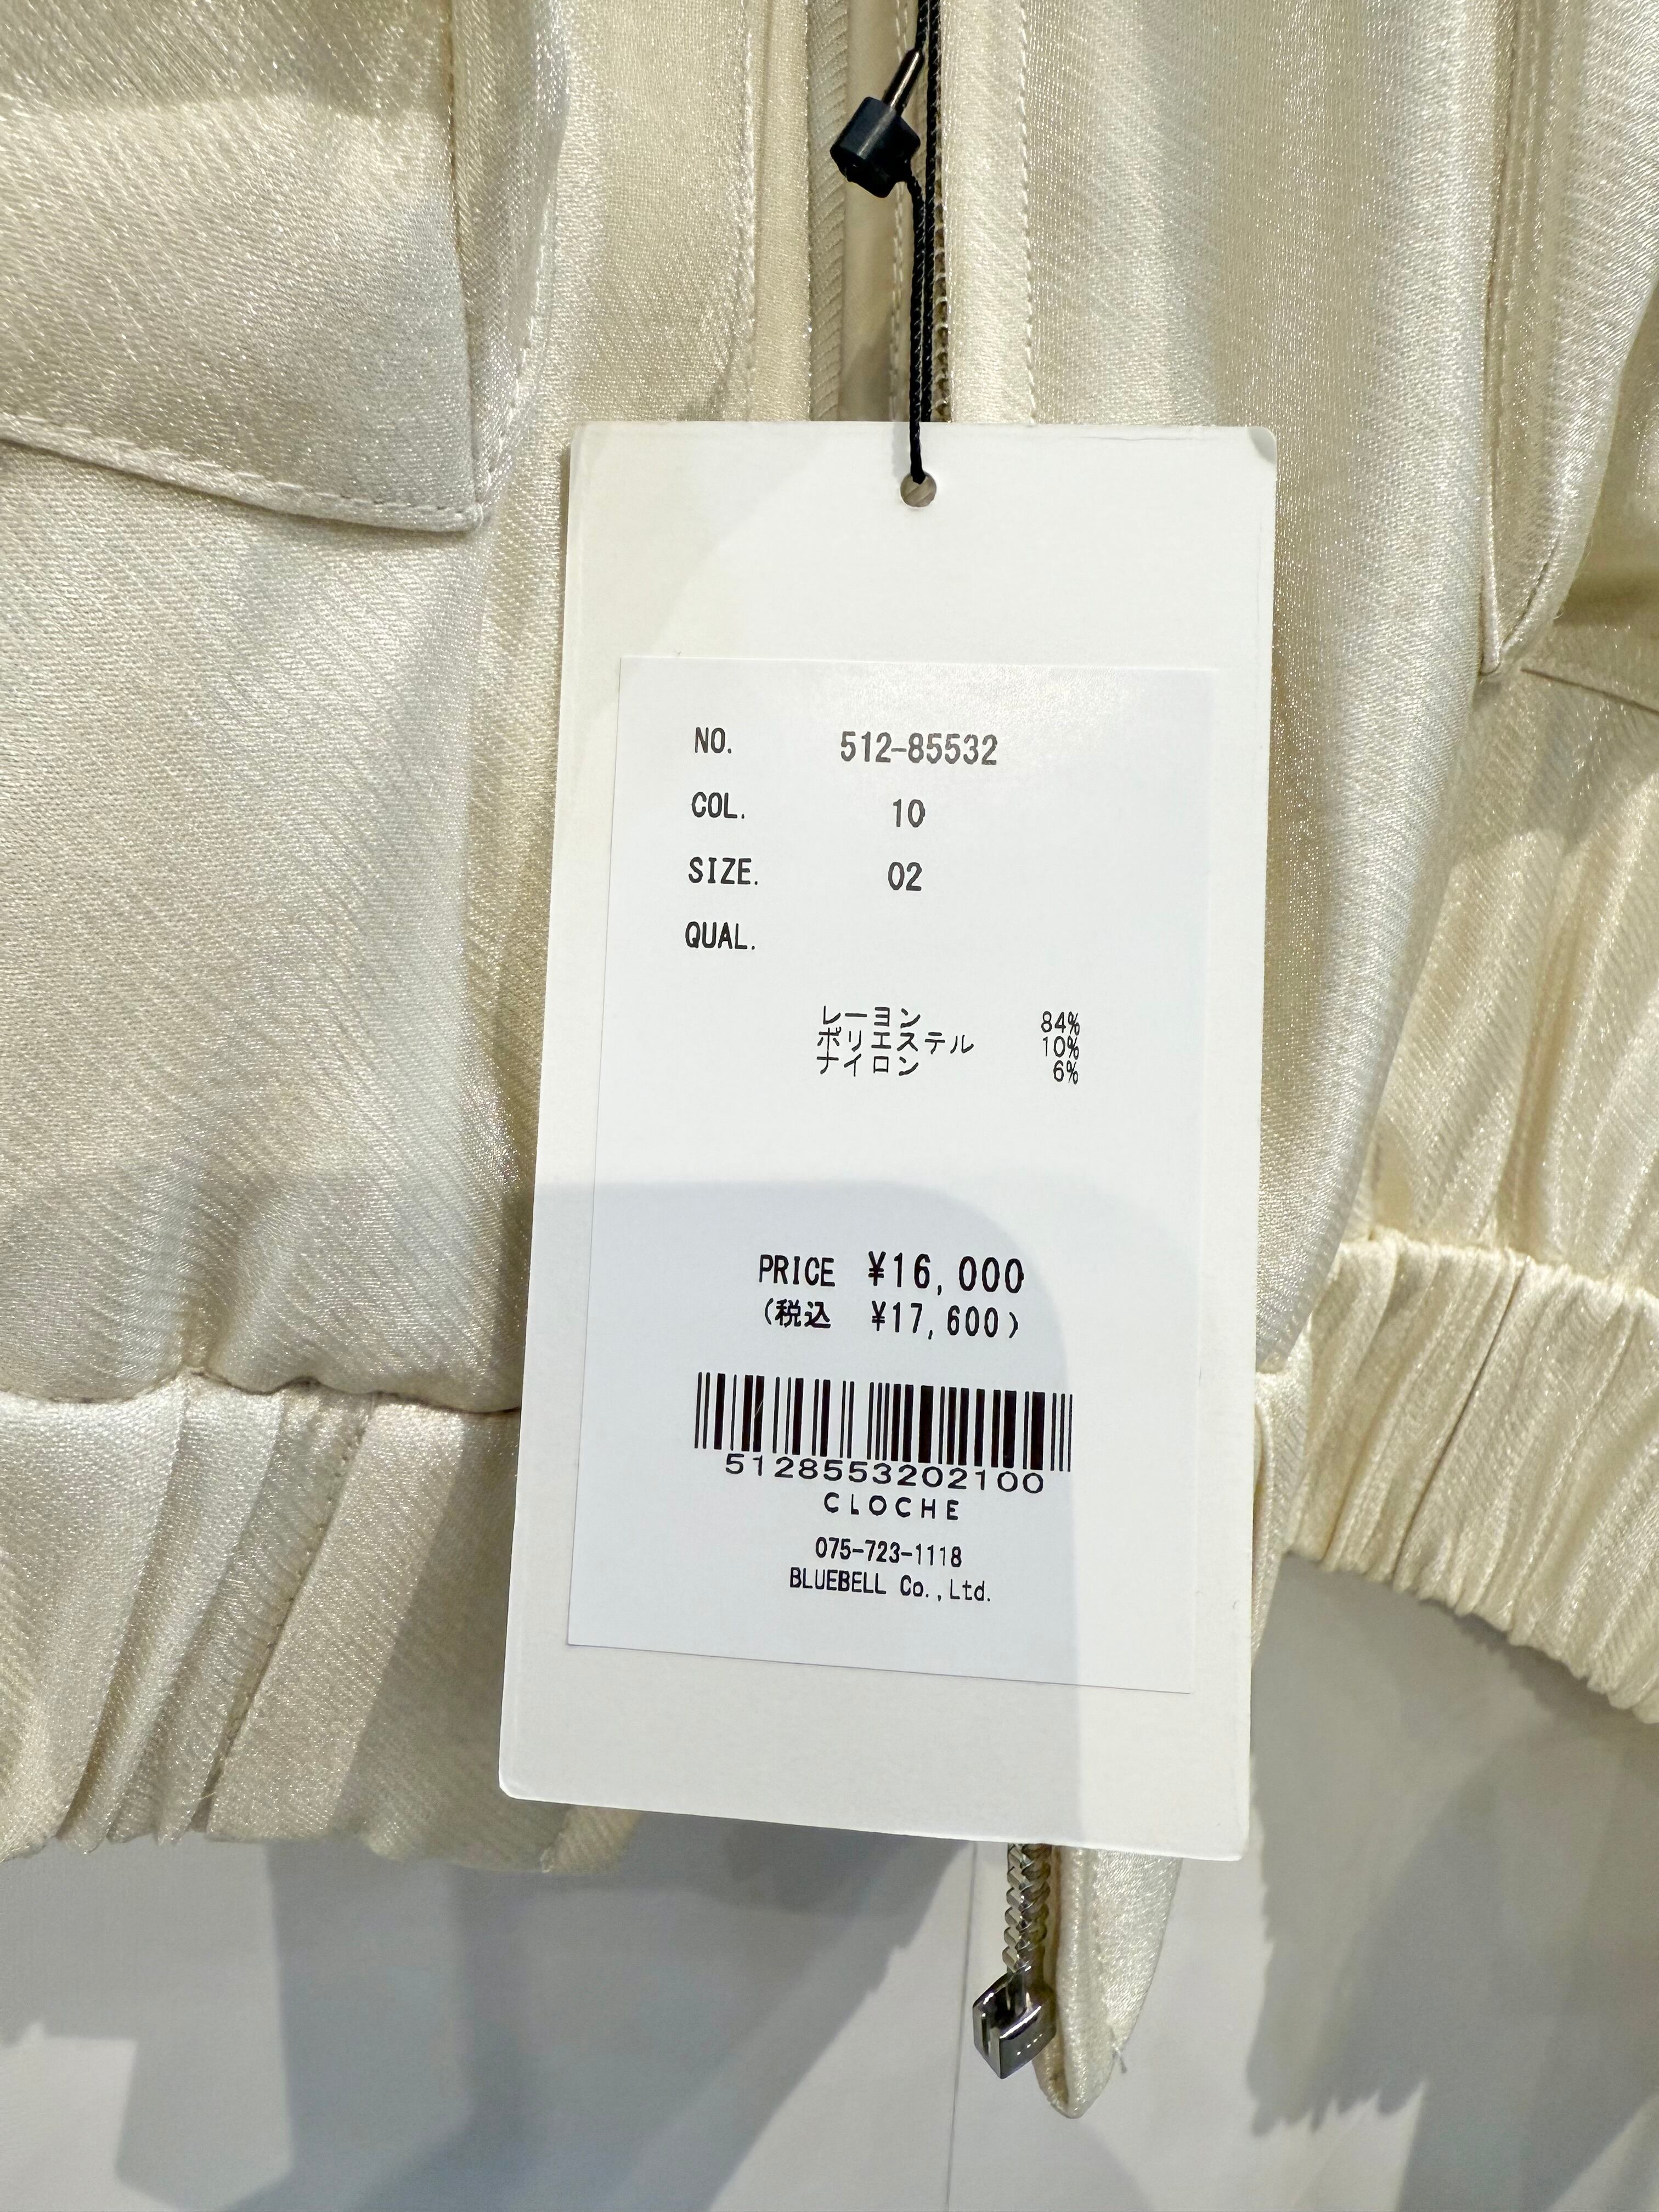 NO. 512-85532
COL. 10
SIZE. 02
QUAL.
レーヨン 84%
ポリエステル 10%
ナイロン 6%
PRICE ¥16,000
(税込 ¥17,600)
5128553202100
CLOCHE
075-723-1118
BLUEBELL Co.,Ltd.